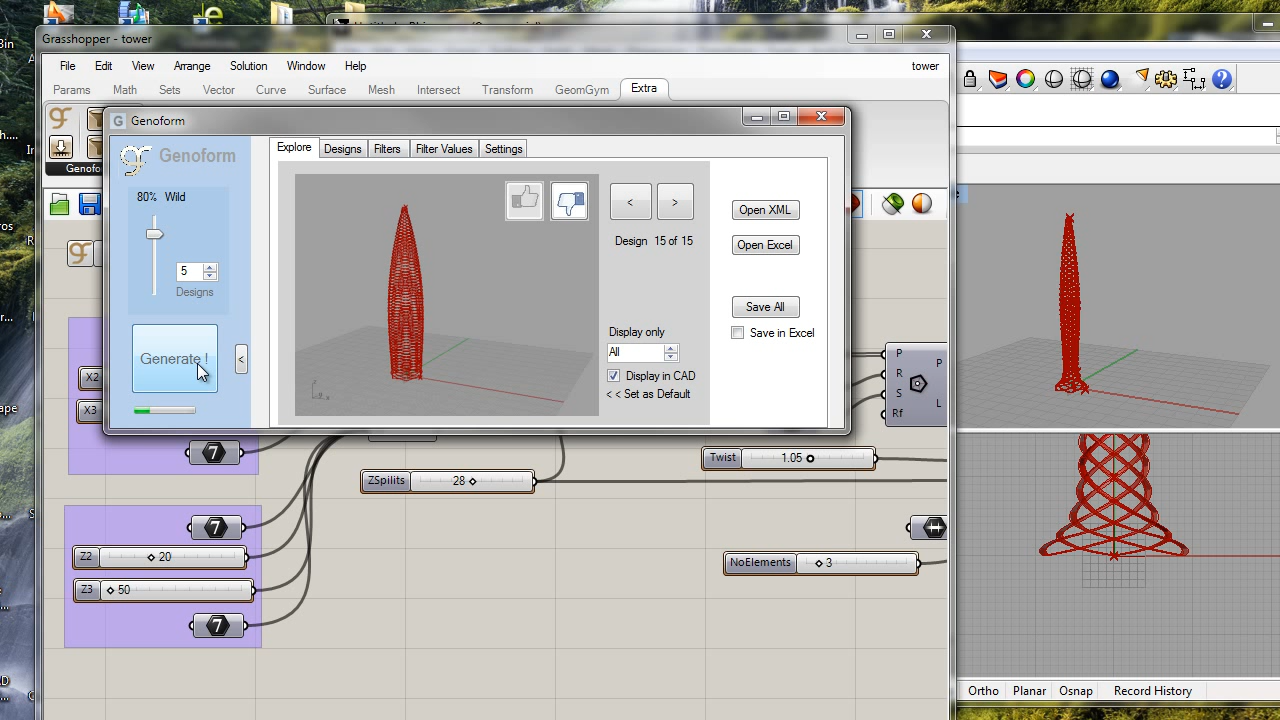 Grasshopper - tower
File Edit View Arrange Solution Window Help
tower
Params Math Sets Vector Curve Surface Mesh Intersect Transform GeomGym Extra
Genoform
Genoform
80% Wild
5
Designs
Generate !
<
Explore Designs Filters Filter Values Settings
< >
Design 15 of 15
Display only
All
Display in CAD
< < Set as Default
Open XML
Open Excel
Save All
Save in Excel
X2
X3
7
7
Z2 20
Z3 50
7
ZSpilits 28
Twist 1.05
NoElements 3
P
R
S
Rf
P
L
Ortho Planar Osnap Record History